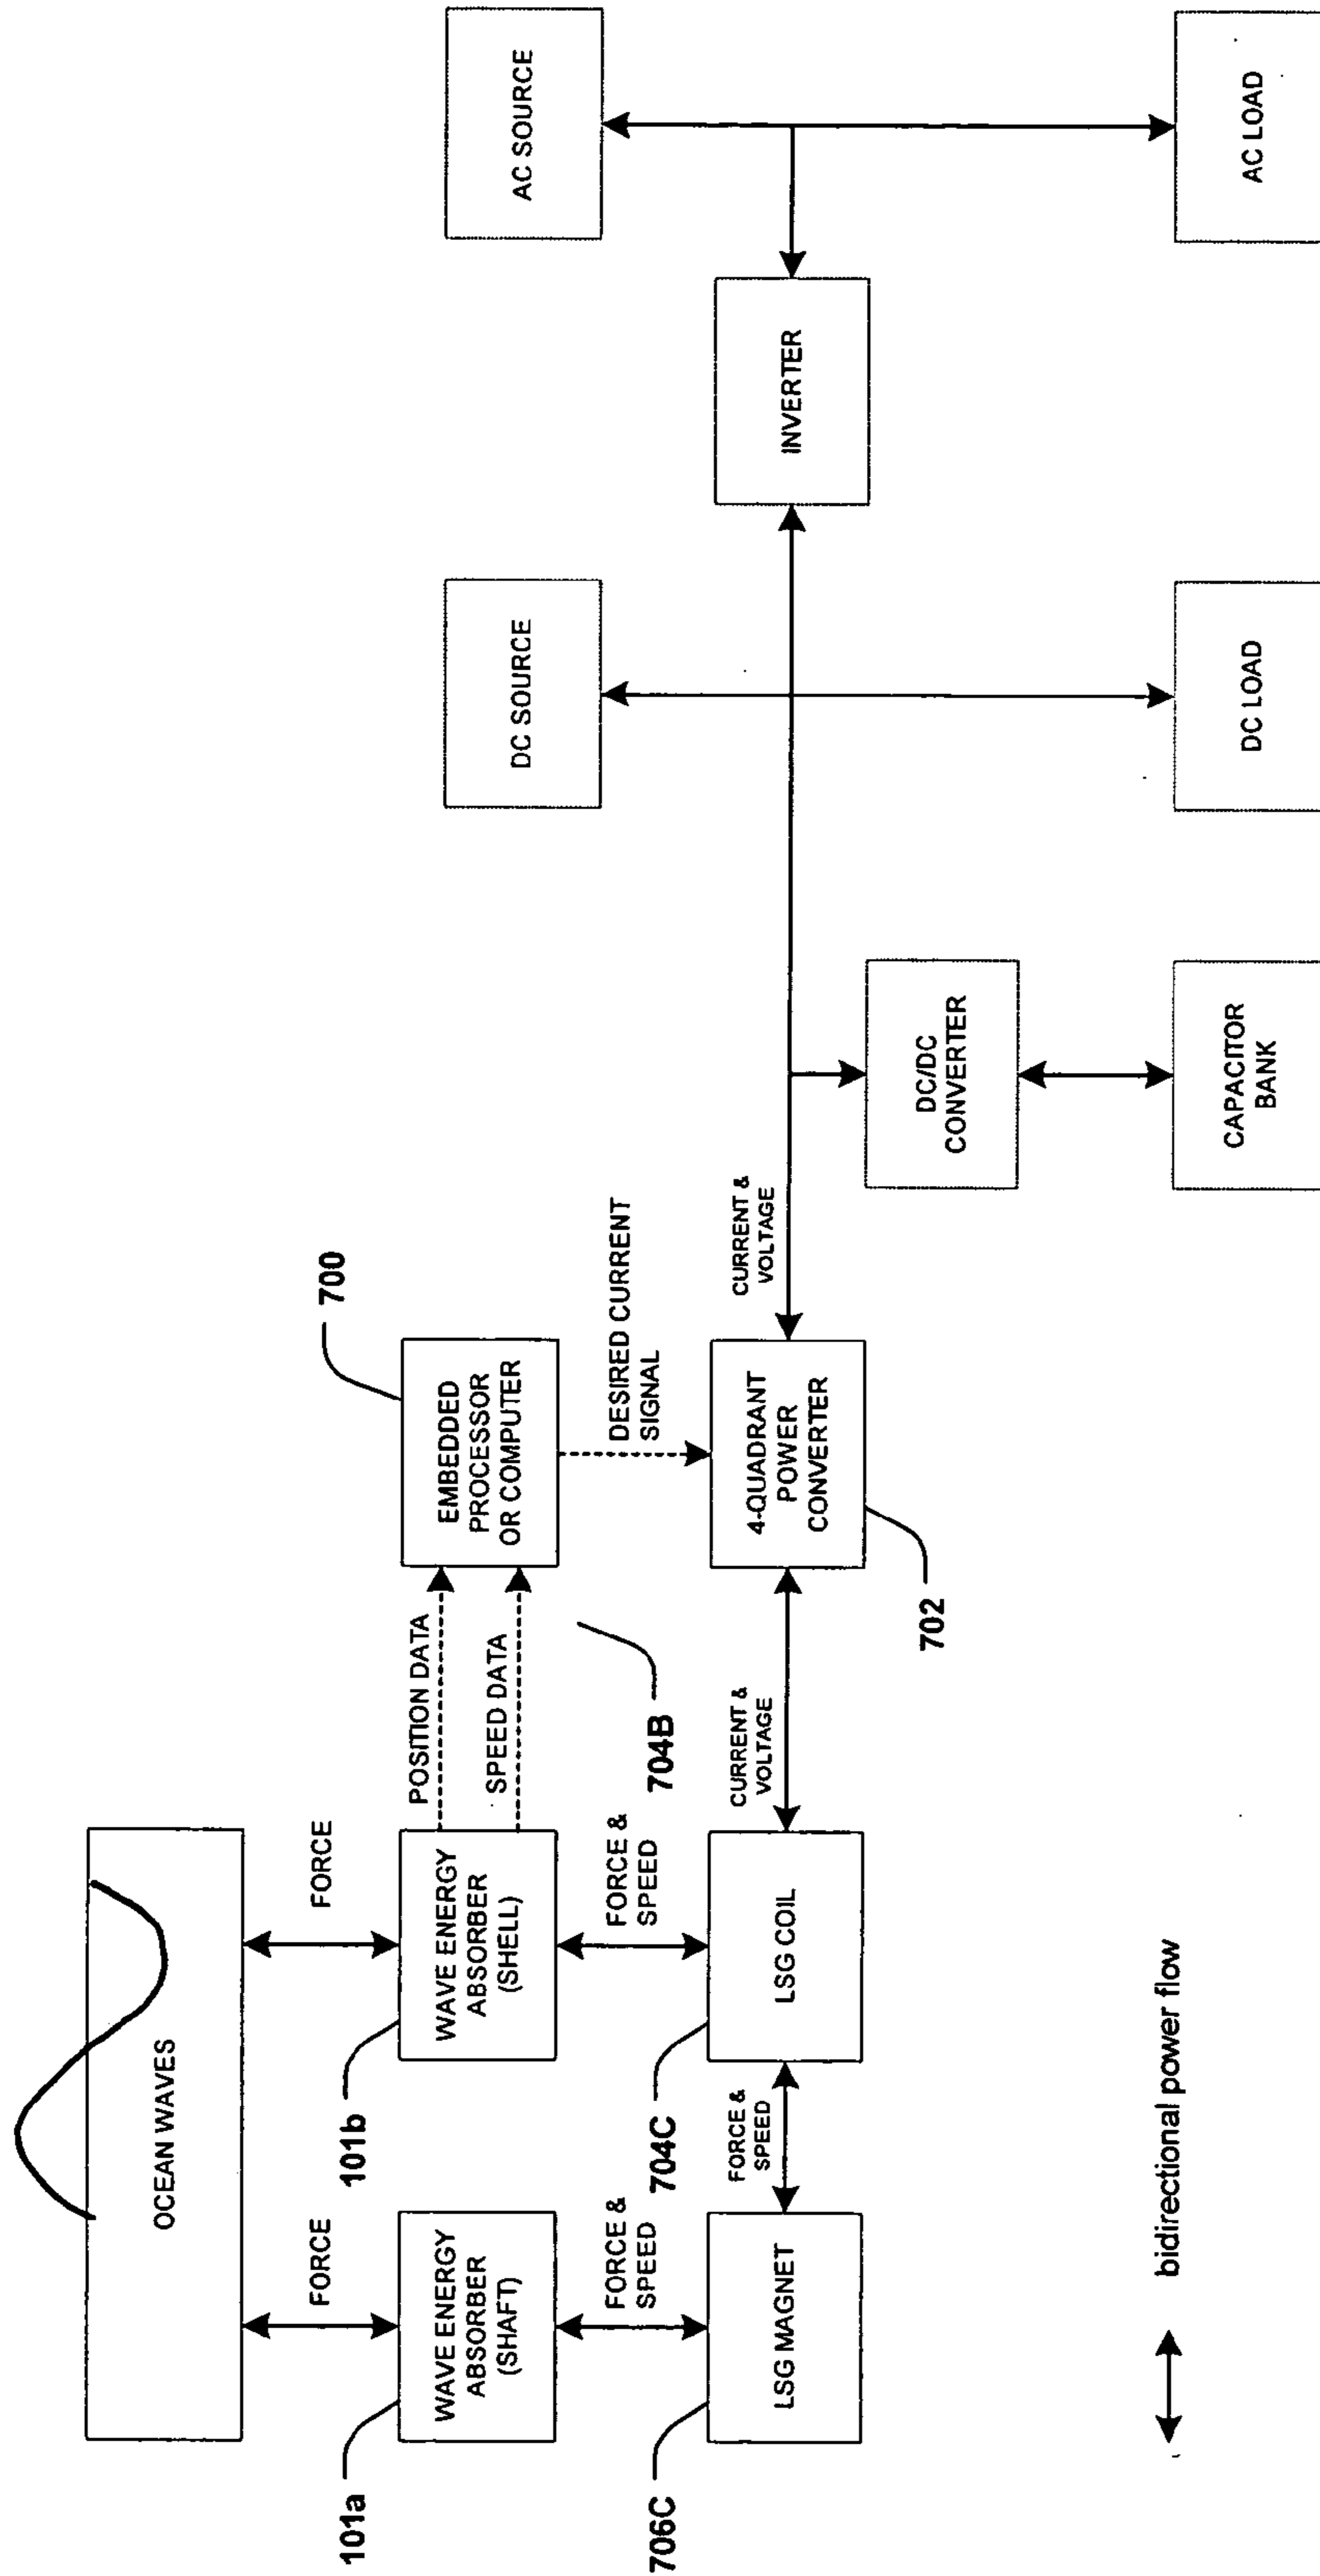 OCEAN WAVES
FORCE
FORCE
101a
WAVE ENERGY
ABSORBER
(SHAFT)
101b
WAVE ENERGY
ABSORBER
(SHELL)
POSITION DATA
SPEED DATA
704B
700
EMBEDDED
PROCESSOR
OR COMPUTER
DESIRED CURRENT
SIGNAL
FORCE &
SPEED
FORCE &
SPEED
706C
LSG MAGNET
FORCE &
SPEED
704C
LSG COIL
CURRENT &
VOLTAGE
4-QUADRANT
POWER
CONVERTER
702
CURRENT &
VOLTAGE
DC/DC
CONVERTER
CAPACITOR
BANK
DC SOURCE
DC LOAD
INVERTER
AC SOURCE
AC LOAD
bidirectional power flow